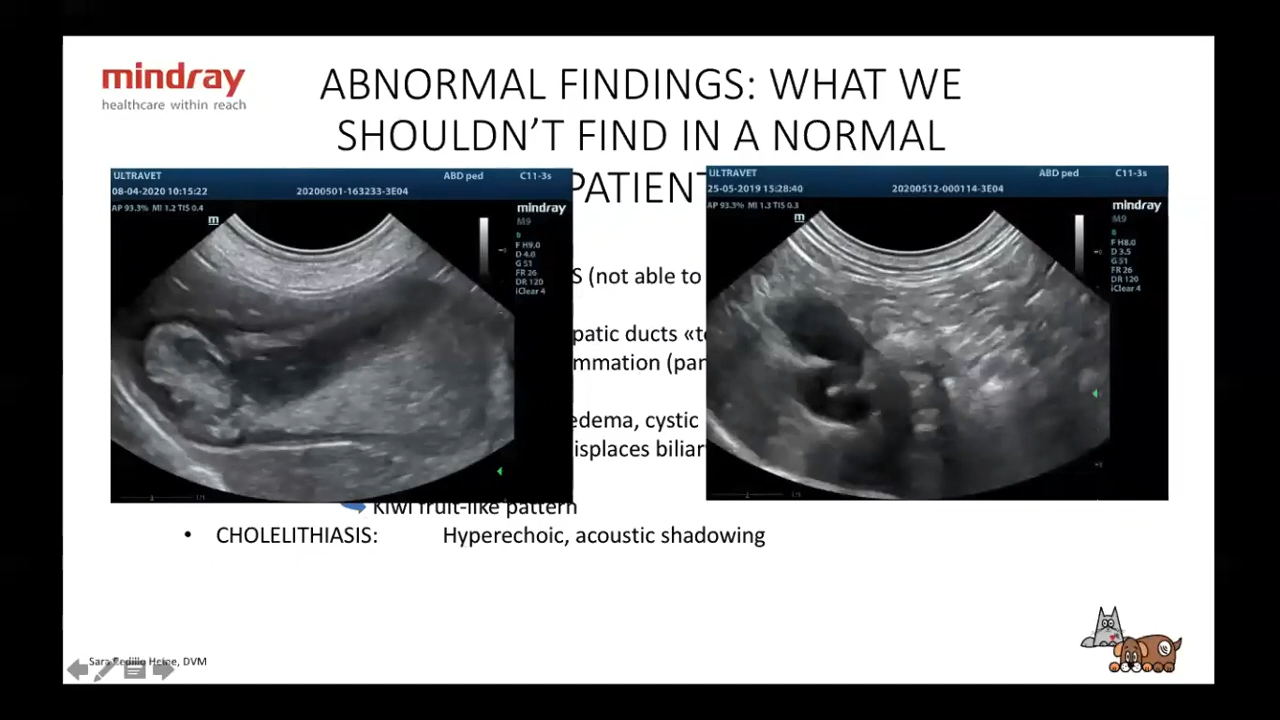 mindray
healthcare within reach
ABNORMAL FINDINGS: WHAT WE
SHOULDN'T FIND IN A NORMAL
PATIENT
ULTRAVET
ABD ped
C11-3s
08-04-2020 10:15:22
20200501-163233-3E04
AP 93.3% MI 1.2 TIS 0.4
m
mindray
M9
B
F H9.0
D 4.0
G 51
FR 26
DR 120
iClear 4
ULTRAVET
ABD ped
C11-3s
25-05-2019 15:28:40
20200512-000114-3E04
AP 93.3% MI 1.3 TIS 0.3
m
mindray
M9
B
F H8.0
D 3.5
G 51
FR 26
DR 120
iClear 4
S (not able to
patic ducts «t
mmation (par
edema, cystic
isplaces biliar
Kiwi fruit-like pattern
• CHOLELITHIASIS: Hyperechoic, acoustic shadowing
Sara Cedillo Heine, DVM